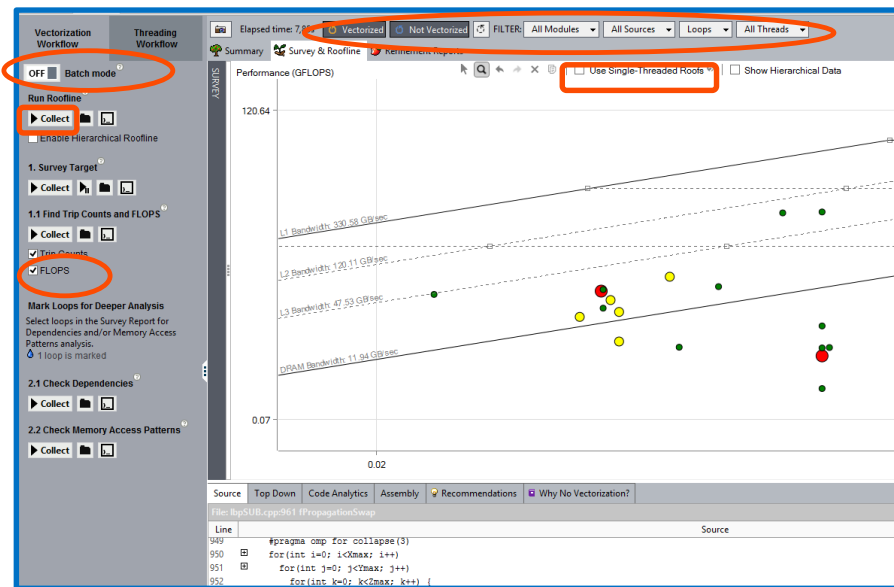 Vectorization Workflow
Threading Workflow
OFF Batch mode ?
Run Roofline ?
Collect
Enable Hierarchical Roofline
1. Survey Target ?
Collect
1.1 Find Trip Counts and FLOPS ?
Collect
Trip Counts
FLOPS
Mark Loops for Deeper Analysis
Select loops in the Survey Report for
Dependencies and/or Memory Access
Patterns analysis.
1 loop is marked
2.1 Check Dependencies ?
Collect
2.2 Check Memory Access Patterns ?
Collect
Elapsed time: Vectorized Not Vectorized FILTER: All Modules All Sources Loops All Threads
Summary Survey & Roofline Refinement Reports
SURVEY
Performance (GFLOPS) Use Single-Threaded Roofs Show Hierarchical Data
120.64
L1 Bandwidth: 330.58 GB/sec
L2 Bandwidth: 120.11 GB/sec
L3 Bandwidth: 47.53 GB/sec
DRAM Bandwidth: 11.94 GB/sec
0.07
0.02
Source Top Down Code Analytics Assembly Recommendations Why No Vectorization?
File: lbpSUB.cpp:961 fPropagationSwap
Line Source
949 #pragma omp for collapse(3)
950 for(int i=0; i<Xmax; i++)
951 for(int j=0; j<Ymax; j++)
952 for(int k=0; k<Zmax; k++) {